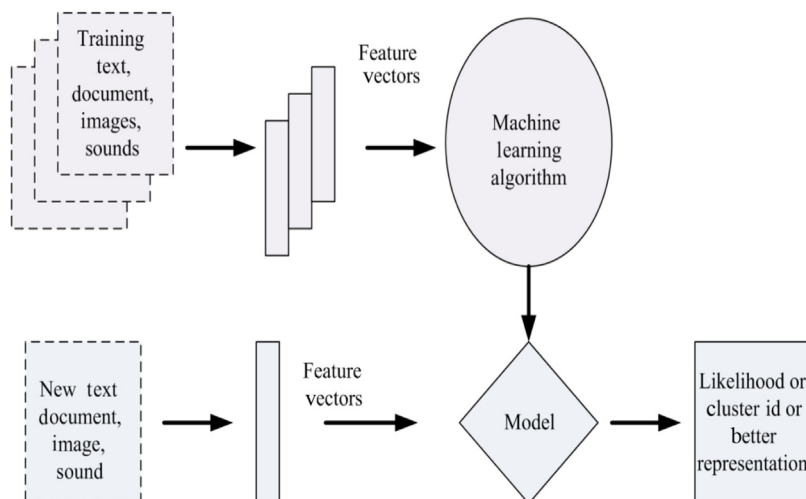 Training
text,
document,
images,
sounds
Feature
vectors
Machine
learning
algorithm
New text
document,
image,
sound
Feature
vectors
Model
Likelihood or
cluster id or
better
representation